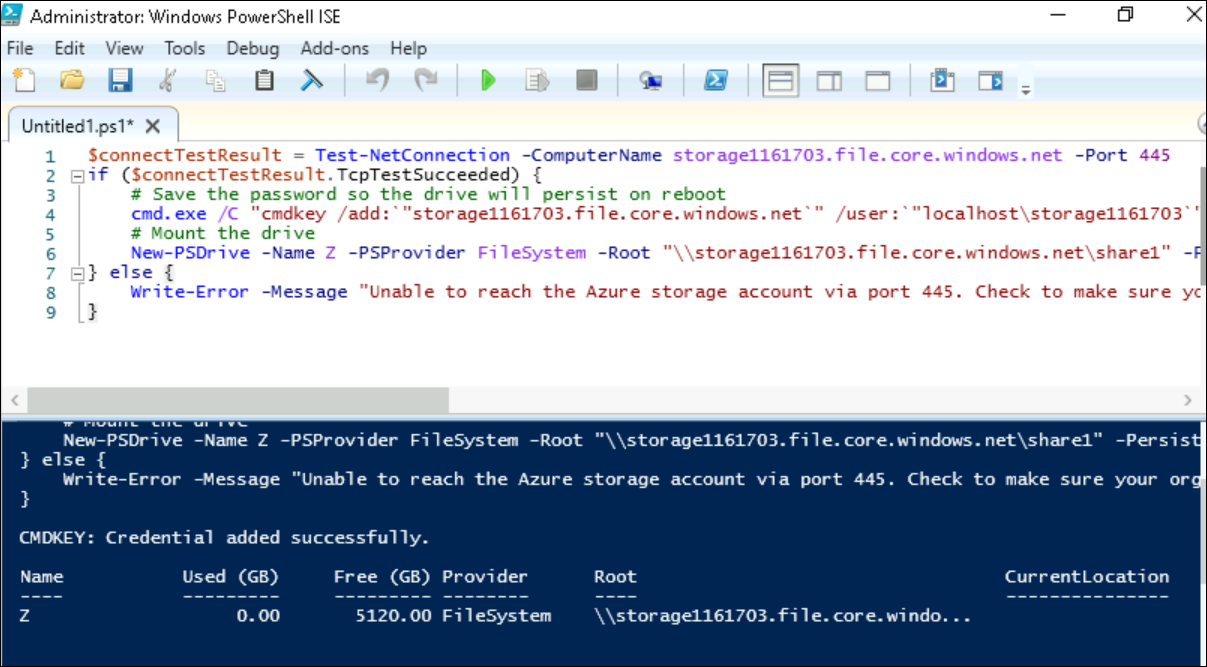 Administrator: Windows PowerShell ISE
File Edit View Tools Debug Add-ons Help
Untitled1.ps1*
1 $connectTestResult = Test-NetConnection -ComputerName storage1161703.file.core.windows.net -Port 445
2 if ($connectTestResult.TcpTestSucceeded) {
3 # Save the password so the drive will persist on reboot
4 cmd.exe /C "cmdkey /add:`"storage1161703.file.core.windows.net`" /user:`"localhost\storage1161703`"
5 # Mount the drive
6 New-PSDrive -Name Z -PSProvider FileSystem -Root "\\storage1161703.file.core.windows.net\share1" -P
7 } else {
8 Write-Error -Message "Unable to reach the Azure storage account via port 445. Check to make sure yo
9 }
# Mount the drive
New-PSDrive -Name Z -PSProvider FileSystem -Root "\\storage1161703.file.core.windows.net\share1" -Persist
} else {
Write-Error -Message "Unable to reach the Azure storage account via port 445. Check to make sure your org
}
CMDKEY: Credential added successfully.
Name Used (GB) Free (GB) Provider Root CurrentLocation
---- --------- --------- -------- ---- ---------------
Z 0.00 5120.00 FileSystem \\storage1161703.file.core.windo...